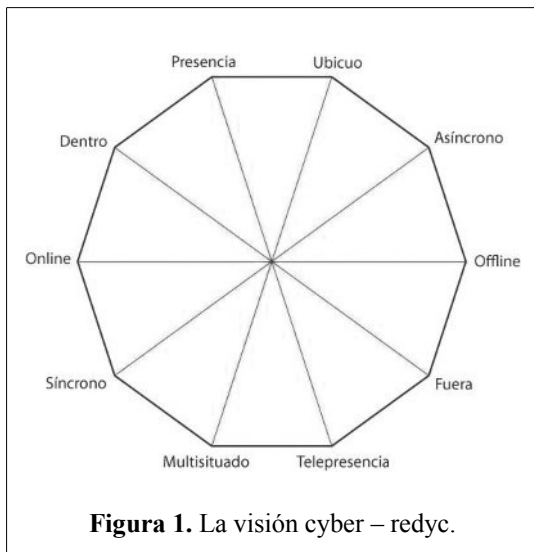 Presencia
Ubicuo
Dentro
Asíncrono
Online
Offline
Síncrono
Fuera
Multisituado
Telepresencia
Figura 1. La visión cyber – redyc.